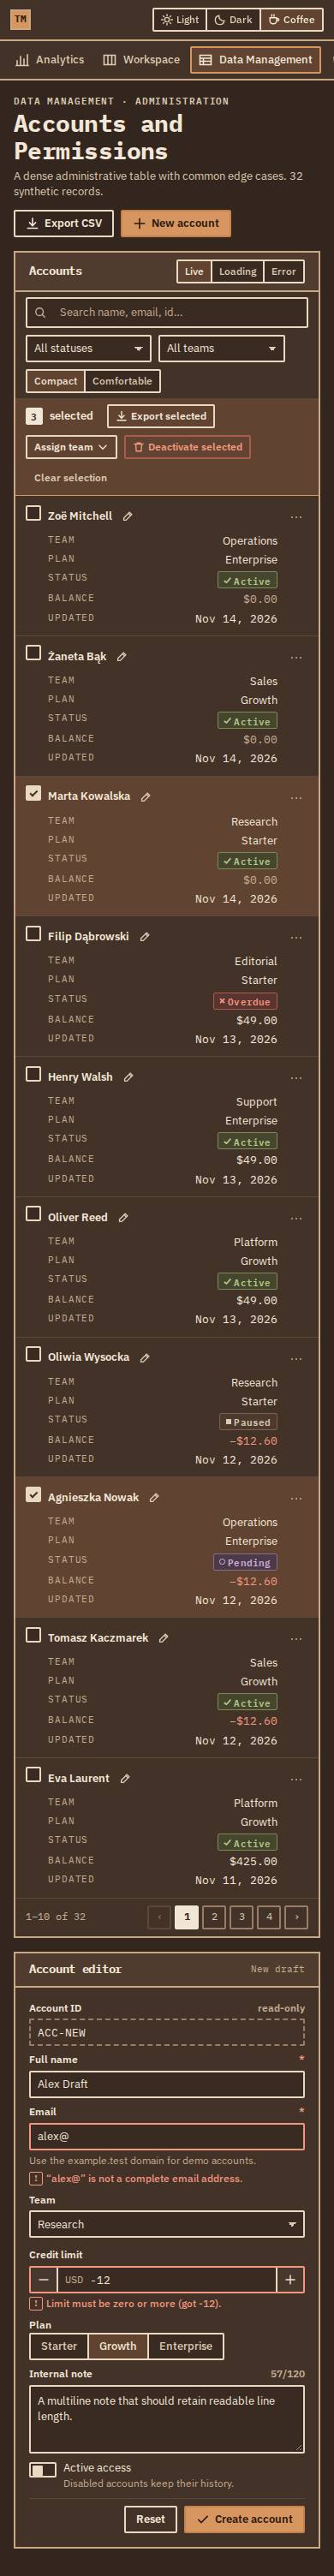 TM
Light
Dark
Coffee
Analytics
Workspace
Data Management
DATA MANAGEMENT · ADMINISTRATION
Accounts and
Permissions
A dense administrative table with common edge cases. 32
synthetic records.
Export CSV
New account
Accounts
Live
Loading
Error
Search name, email, id…
All statuses
All teams
Compact
Comfortable
3 selected
Export selected
Assign team
Deactivate selected
Clear selection
Zoë Mitchell
TEAM Operations
PLAN Enterprise
STATUS Active
BALANCE $0.00
UPDATED Nov 14, 2026
Żaneta Bąk
TEAM Sales
PLAN Growth
STATUS Active
BALANCE $0.00
UPDATED Nov 14, 2026
Marta Kowalska
TEAM Research
PLAN Starter
STATUS Active
BALANCE $0.00
UPDATED Nov 14, 2026
Filip Dąbrowski
TEAM Editorial
PLAN Starter
STATUS Overdue
BALANCE $49.00
UPDATED Nov 13, 2026
Henry Walsh
TEAM Support
PLAN Enterprise
STATUS Active
BALANCE $49.00
UPDATED Nov 13, 2026
Oliver Reed
TEAM Platform
PLAN Growth
STATUS Active
BALANCE $49.00
UPDATED Nov 13, 2026
Oliwia Wysocka
TEAM Research
PLAN Starter
STATUS Paused
BALANCE −$12.60
UPDATED Nov 12, 2026
Agnieszka Nowak
TEAM Operations
PLAN Enterprise
STATUS Pending
BALANCE −$12.60
UPDATED Nov 12, 2026
Tomasz Kaczmarek
TEAM Sales
PLAN Growth
STATUS Active
BALANCE −$12.60
UPDATED Nov 12, 2026
Eva Laurent
TEAM Platform
PLAN Growth
STATUS Active
BALANCE $425.00
UPDATED Nov 11, 2026
1–10 of 32
‹ 1 2 3 4 ›
Account editor
New draft
Account ID read-only
ACC-NEW
Full name *
Alex Draft
Email *
alex@
Use the example.test domain for demo accounts.
! “alex@” is not a complete email address.
Team
Research
Credit limit
− USD -12 +
! Limit must be zero or more (got -12).
Plan
Starter
Growth
Enterprise
Internal note 57/120
A multiline note that should retain readable line
length.
Active access
Disabled accounts keep their history.
Reset
Create account